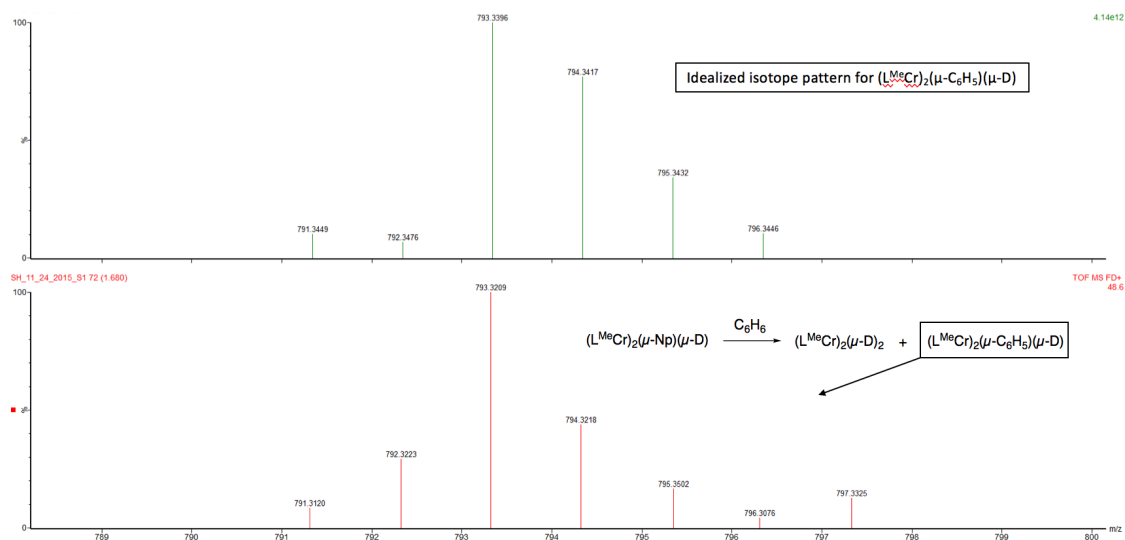 100
793.3396
4.14e12
794.3417
Idealized isotope pattern for (LMeCr)2(μ-C6H5)(μ-D)
%
795.3432
791.3449
792.3476
796.3446
0
SH_11_24_2015_S1 72 (1.680)
TOF MS FD+
48.6
100
793.3209
(LMeCr)2(μ-Np)(μ-D) C6H6 (LMeCr)2(μ-D)2 + (LMeCr)2(μ-C6H5)(μ-D)
%
794.3218
792.3223
795.3502
797.3325
791.3120
796.3076
0
m/z
789 790 791 792 793 794 795 796 797 798 799 800